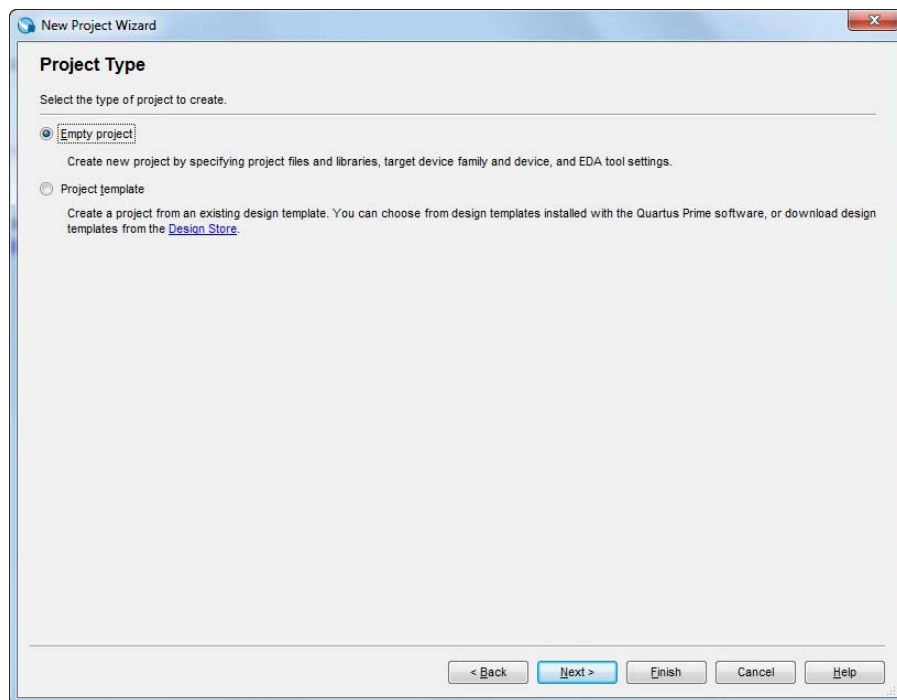 New Project Wizard
x
Project Type
Select the type of project to create.
Empty project
Create new project by specifying project files and libraries, target device family and device, and EDA tool settings.
Project template
Create a project from an existing design template. You can choose from design templates installed with the Quartus Prime software, or download design
templates from the Design Store.
< Back Next > Finish Cancel Help